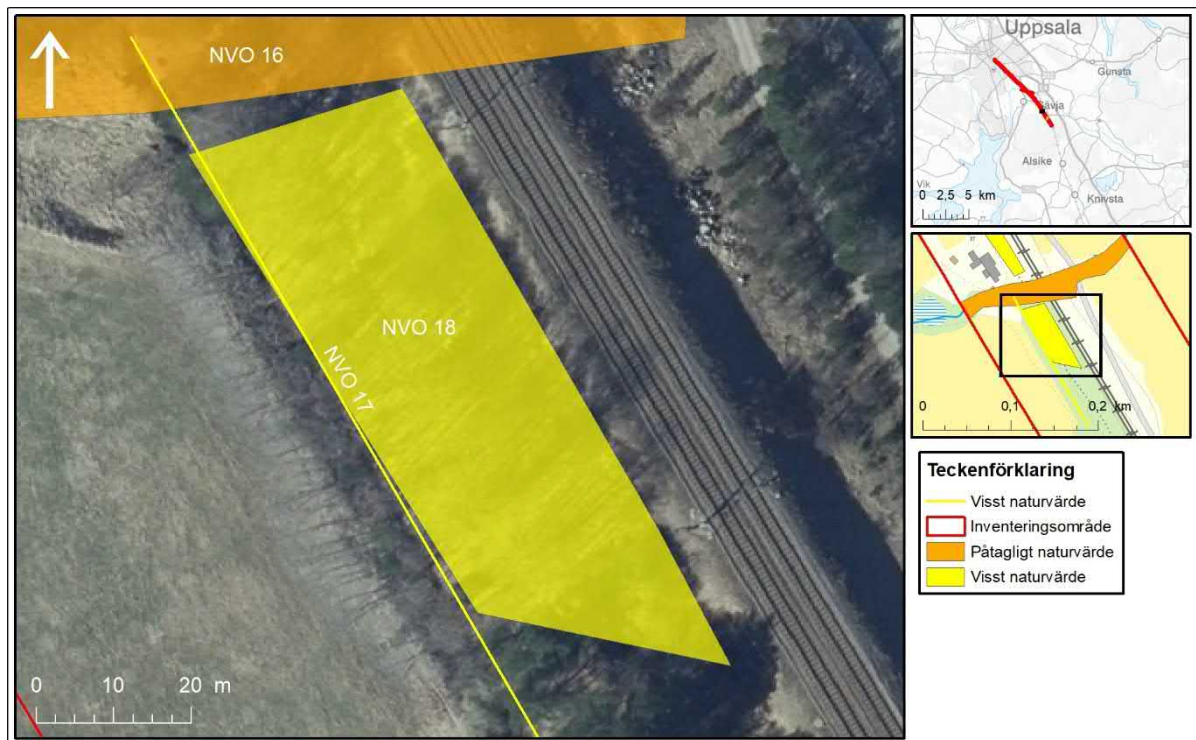 NVO 16
NVO 18
NVO 17
0 10 20 m
Uppsala
Gunsta
Sävja
Alsike
Vik
Knivsta
0 2,5 5 km
0 0,1 0,2 km
Teckenförklaring
Visst naturvärde
Inventeringsområde
Påtagligt naturvärde
Visst naturvärde